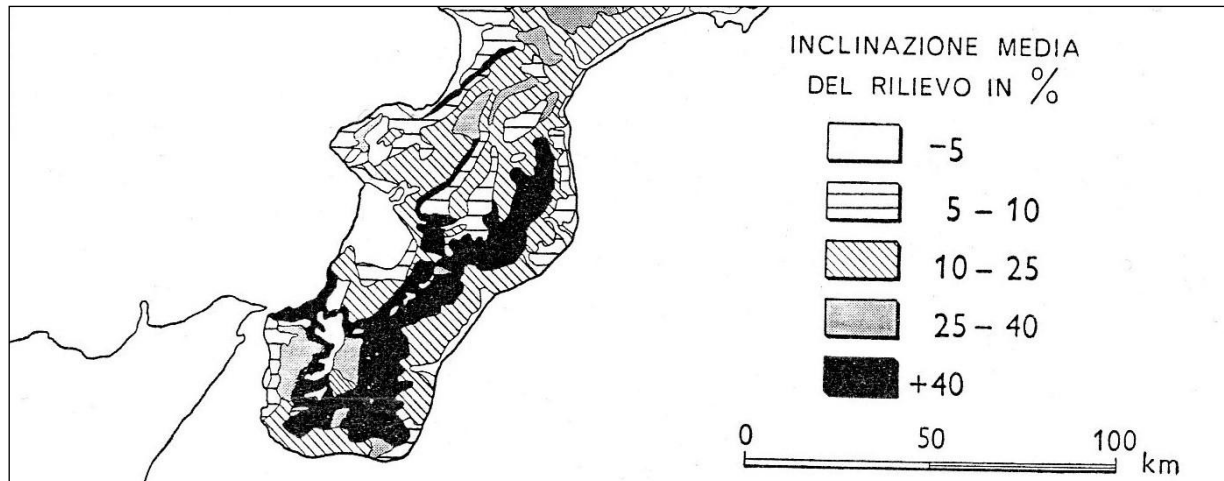 INCLINAZIONE MEDIA
DEL RILIEVO IN %
-5
5 - 10
10 - 25
25 - 40
+40
0 50 100
km